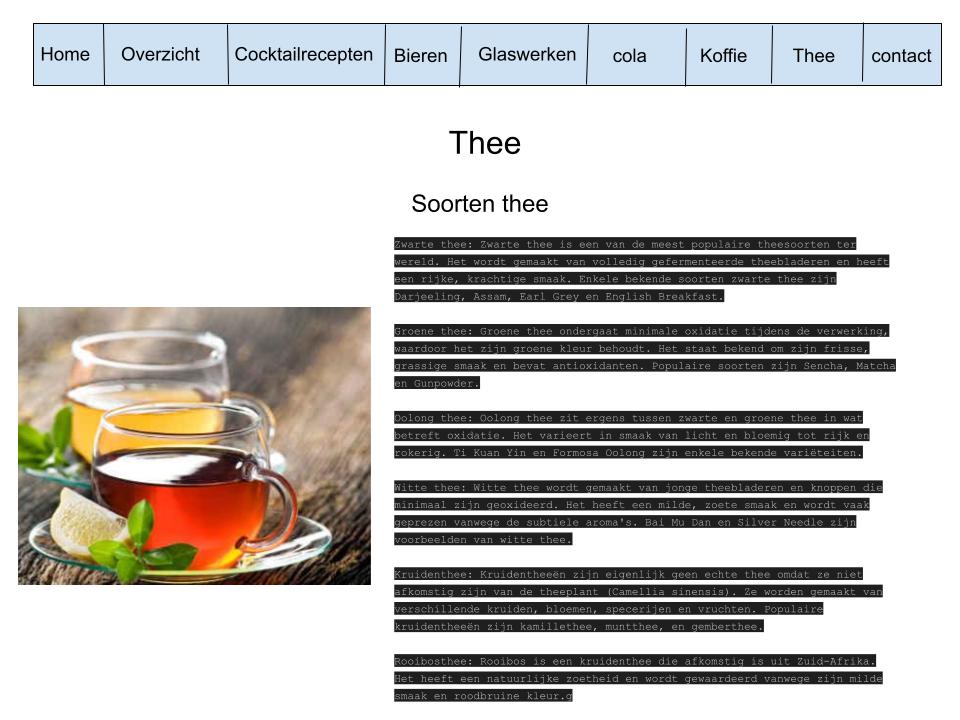 Home Overzicht Cocktailrecepten Bieren Glaswerken cola Koffie Thee contact
Thee
Soorten thee
Zwarte thee: Zwarte thee is een van de meest populaire theesoorten ter
wereld. Het wordt gemaakt van volledig gefermenteerde theebladeren en heeft
een rijke, krachtige smaak. Enkele bekende soorten zwarte thee zijn
Darjeeling, Assam, Earl Grey en English Breakfast.
Groene thee: Groene thee ondergaat minimale oxidatie tijdens de verwerking,
waardoor het zijn groene kleur behoudt. Het staat bekend om zijn frisse,
grassige smaak en bevat antioxidanten. Populaire soorten zijn Sencha, Matcha
en Gunpowder.
Oolong thee: Oolong thee zit ergens tussen zwarte en groene thee in wat
betreft oxidatie. Het varieert in smaak van licht en bloemig tot rijk en
rokerig. Ti Kuan Yin en Formosa Oolong zijn enkele bekende variëteiten.
Witte thee: Witte thee wordt gemaakt van jonge theebladeren en knoppen die
minimaal zijn geoxideerd. Het heeft een milde, zoete smaak en wordt vaak
geprezen vanwege de subtiele aroma's. Bai Mu Dan en Silver Needle zijn
voorbeelden van witte thee.
Kruidenthee: Kruidentheeën zijn eigenlijk geen echte thee omdat ze niet
afkomstig zijn van de theeplant (Camellia sinensis). Ze worden gemaakt van
verschillende kruiden, bloemen, specerijen en vruchten. Populaire
kruidentheeën zijn kamillethee, muntthee, en gemberthee.
Rooibosthee: Rooibos is een kruidenthee die afkomstig is uit Zuid-Afrika.
Het heeft een natuurlijke zoetheid en wordt gewaardeerd vanwege zijn milde
smaak en roodbruine kleur.g